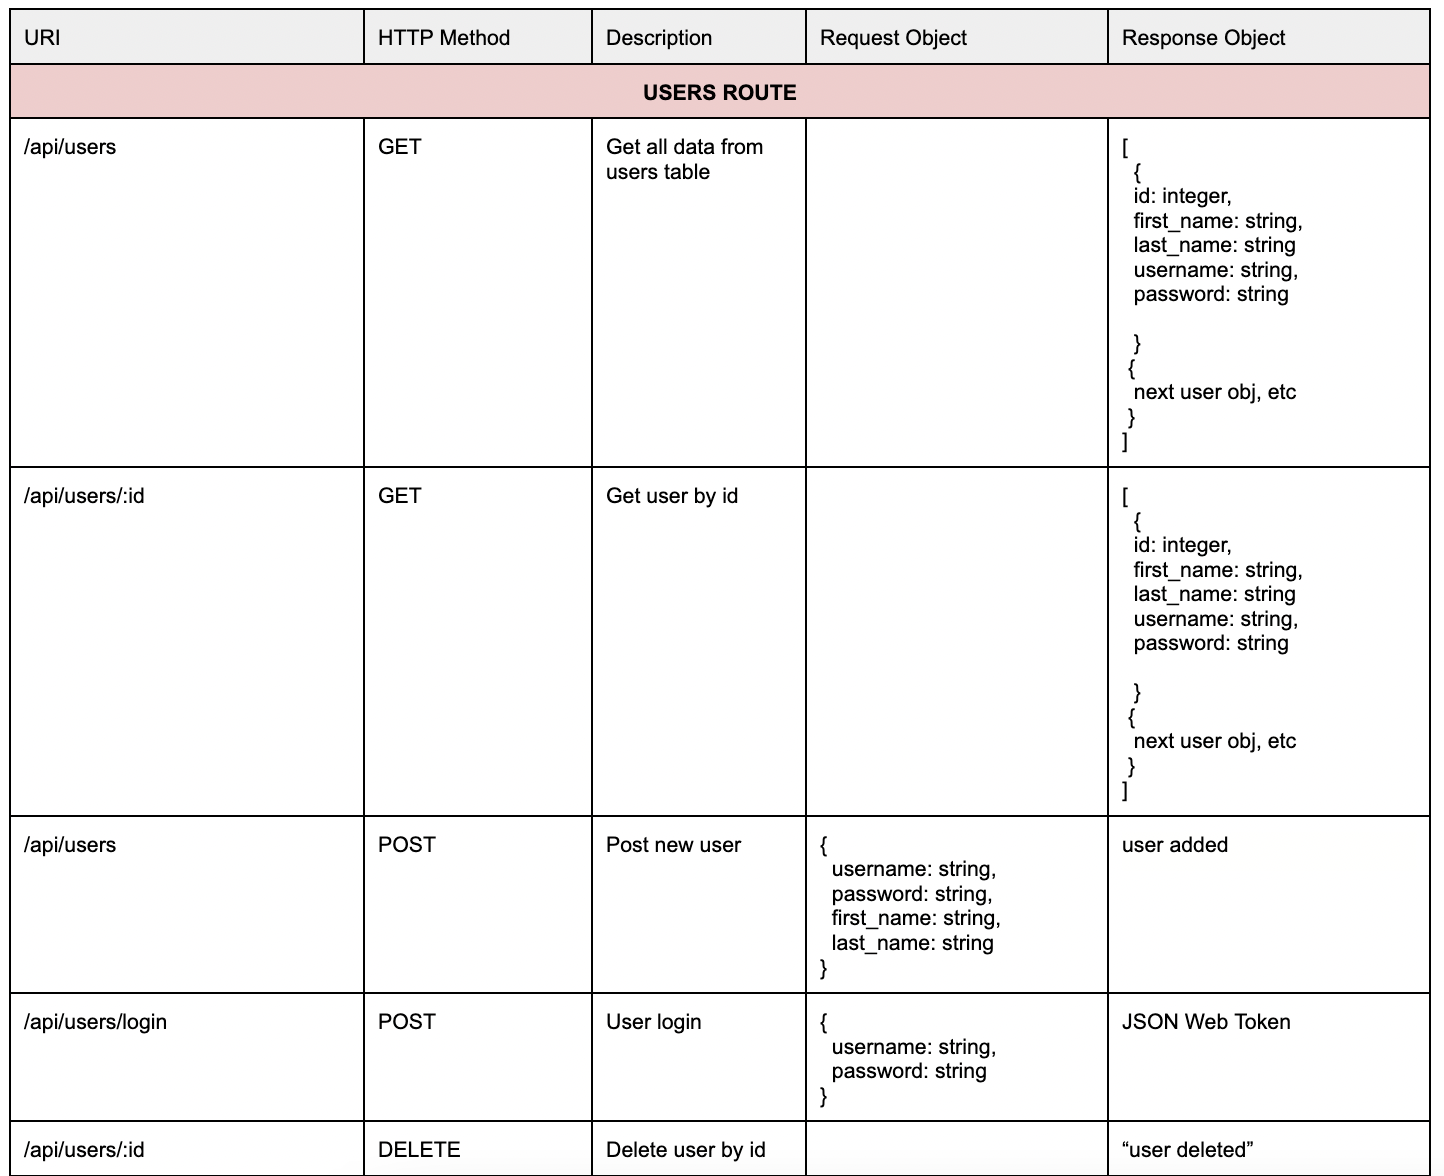 URI HTTP Method Description Request Object Response Object
USERS ROUTE
/api/users GET Get all data from
users table
[
{
id: integer,
first_name: string,
last_name: string
username: string,
password: string
}
{
next user obj, etc
}
]
/api/users/:id GET Get user by id
[
{
id: integer,
first_name: string,
last_name: string
username: string,
password: string
}
{
next user obj, etc
}
]
/api/users POST Post new user
{
username: string,
password: string,
first_name: string,
last_name: string
}
user added
/api/users/login POST User login
{
username: string,
password: string
}
JSON Web Token
/api/users/:id DELETE Delete user by id “user deleted”